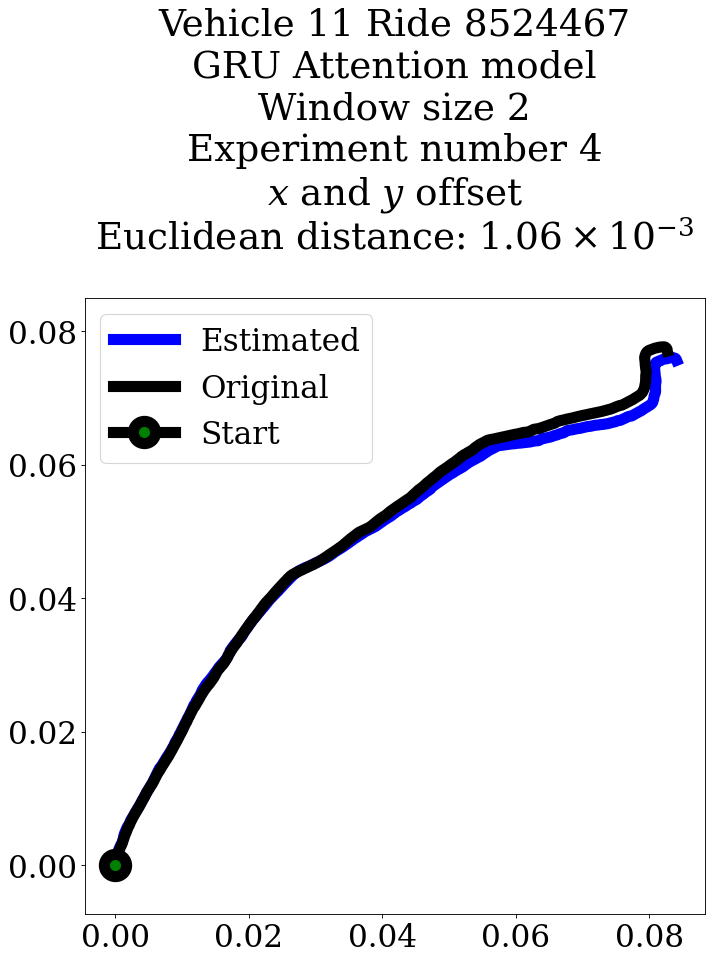 Vehicle 11 Ride 8524467
GRU Attention model
Window size 2
Experiment number 4
x and y offset
Euclidean distance: 1.06 × 10⁻³
Estimated
Original
Start
0.08
0.06
0.04
0.02
0.00
0.00 0.02 0.04 0.06 0.08